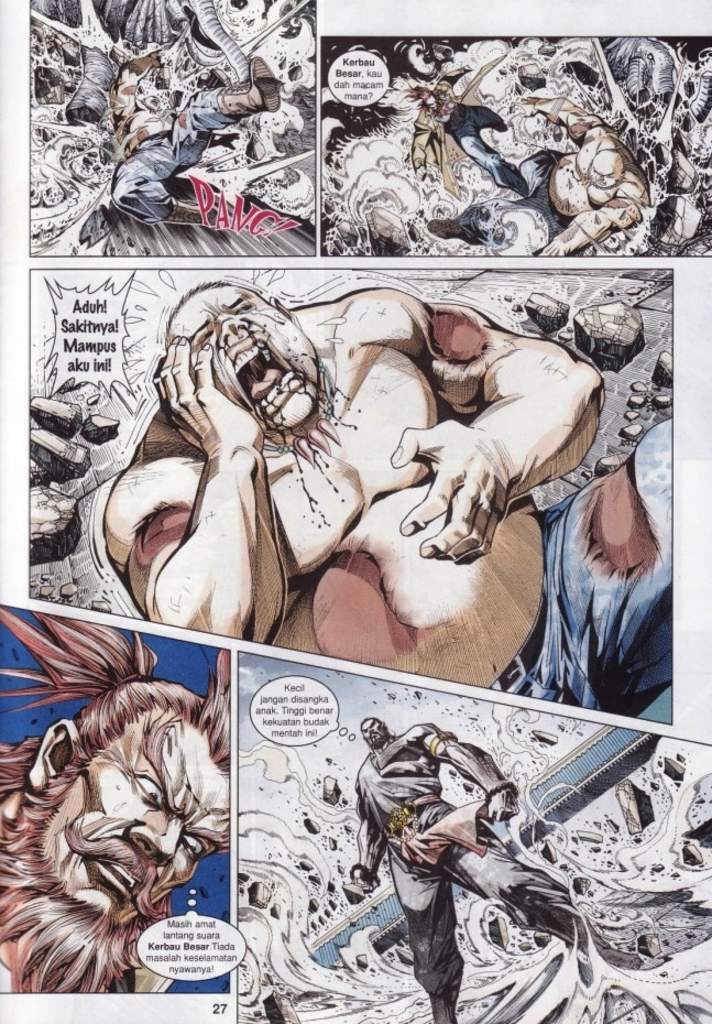 PANG!
Kerbau
Besar, kau
dah macam
mana?
Aduh!
Sakitnya!
Mampus
aku ini!
Masih amat
lantang suara
Kerbau Besar.Tiada
masalah keselamatan
nyawanya!
Kecil
jangan disangka
anak. Tinggi benar
kekuatan budak
mentah ini!
27